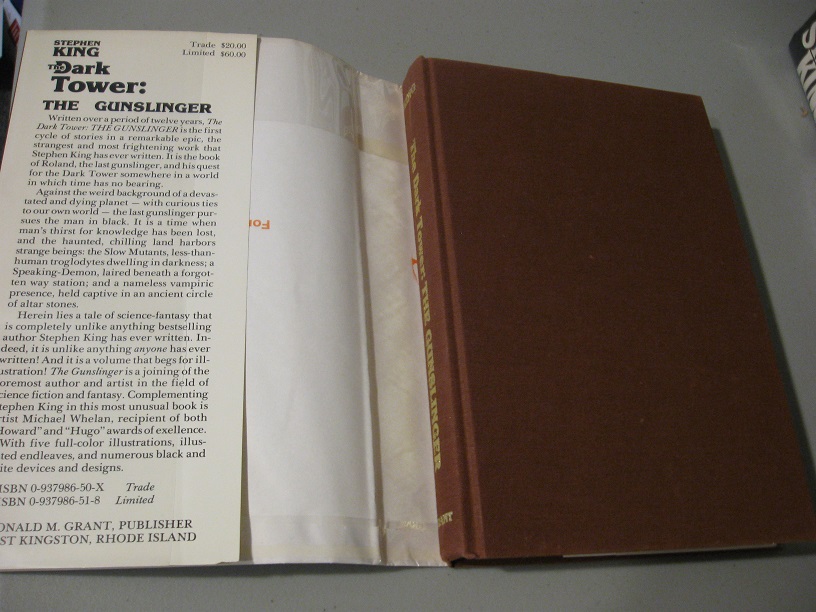 STEPHEN
KING
Trade $20.00
Limited $60.00
The Dark
Tower:
THE GUNSLINGER
Written over a period of twelve years, The
Dark Tower: THE GUNSLINGER is the first
cycle of stories in a remarkable epic, the
strangest and most frightening work that
Stephen King has ever written. It is the book
of Roland, the last gunslinger, and his quest
for the Dark Tower somewhere in a world
in which time has no bearing.
Against the weird background of a devas-
tated and dying planet — with curious ties
to our own world — the last gunslinger pur-
sues the man in black. It is a time when
man's thirst for knowledge has been lost,
and the haunted, chilling land harbors
strange beings: the Slow Mutants, less-than-
human troglodytes dwelling in darkness; a
Speaking-Demon, laired beneath a forgot-
ten way station; and a nameless vampiric
presence, held captive in an ancient circle
of altar stones.
Herein lies a tale of science-fantasy that
is completely unlike anything bestselling
author Stephen King has ever written. In-
deed, it is unlike anything anyone has ever
written! And it is a volume that begs for ill-
ustration! The Gunslinger is a joining of the
oremost author and artist in the field of
cience fiction and fantasy. Complementing
tephen King in this most unusual book is
rtist Michael Whelan, recipient of both
Howard" and "Hugo" awards of exellence.
With five full-color illustrations, illus-
ted endleaves, and numerous black and
ite devices and designs.
ISBN 0-937986-50-X Trade
SBN 0-937986-51-8 Limited
ONALD M. GRANT, PUBLISHER
ST KINGSTON, RHODE ISLAND
For
The Dark Tower: THE GUNSLINGER